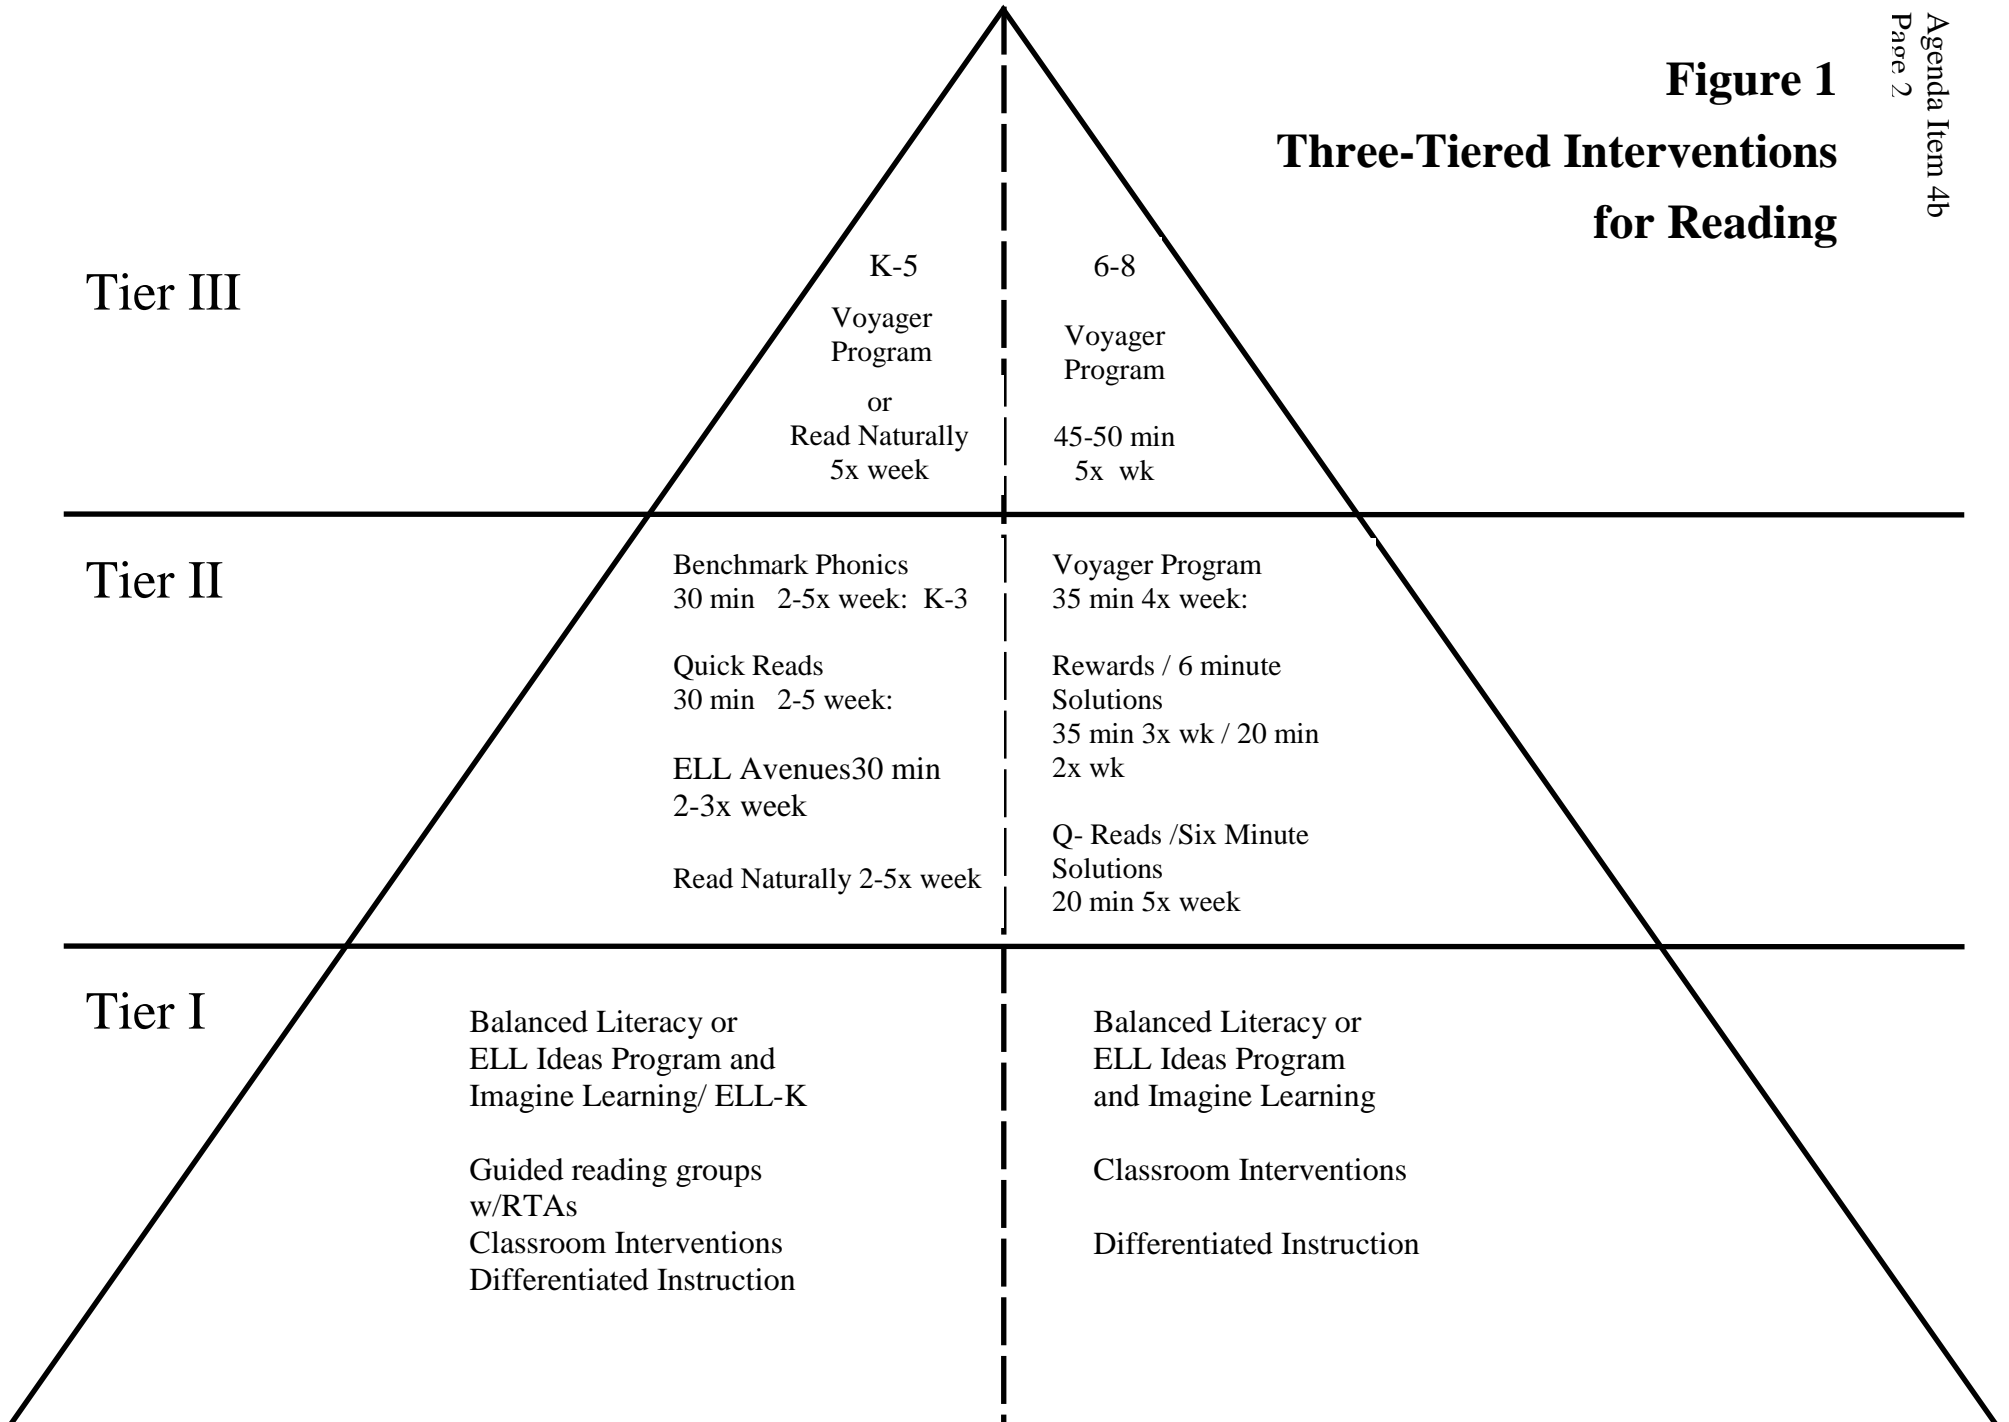 Agenda Item 4b
Page 2
Figure 1
Three-Tiered Interventions
for Reading
Tier III
K-5
Voyager
Program
or
Read Naturally
5x week
6-8
Voyager
Program
45-50 min
5x  wk
Tier II
Benchmark Phonics
30 min   2-5x week:  K-3
Quick Reads
30 min   2-5 week:
ELL Avenues30 min
2-3x week
Read Naturally 2-5x week
Voyager Program
35 min 4x week:
Rewards / 6 minute
Solutions
35 min 3x wk / 20 min
2x wk
Q- Reads /Six Minute
Solutions
20 min 5x week
Tier I
Balanced Literacy or
ELL Ideas Program and
Imagine Learning/ ELL-K
Guided reading groups
w/RTAs
Classroom Interventions
Differentiated Instruction
Balanced Literacy or
ELL Ideas Program
and Imagine Learning
Classroom Interventions
Differentiated Instruction